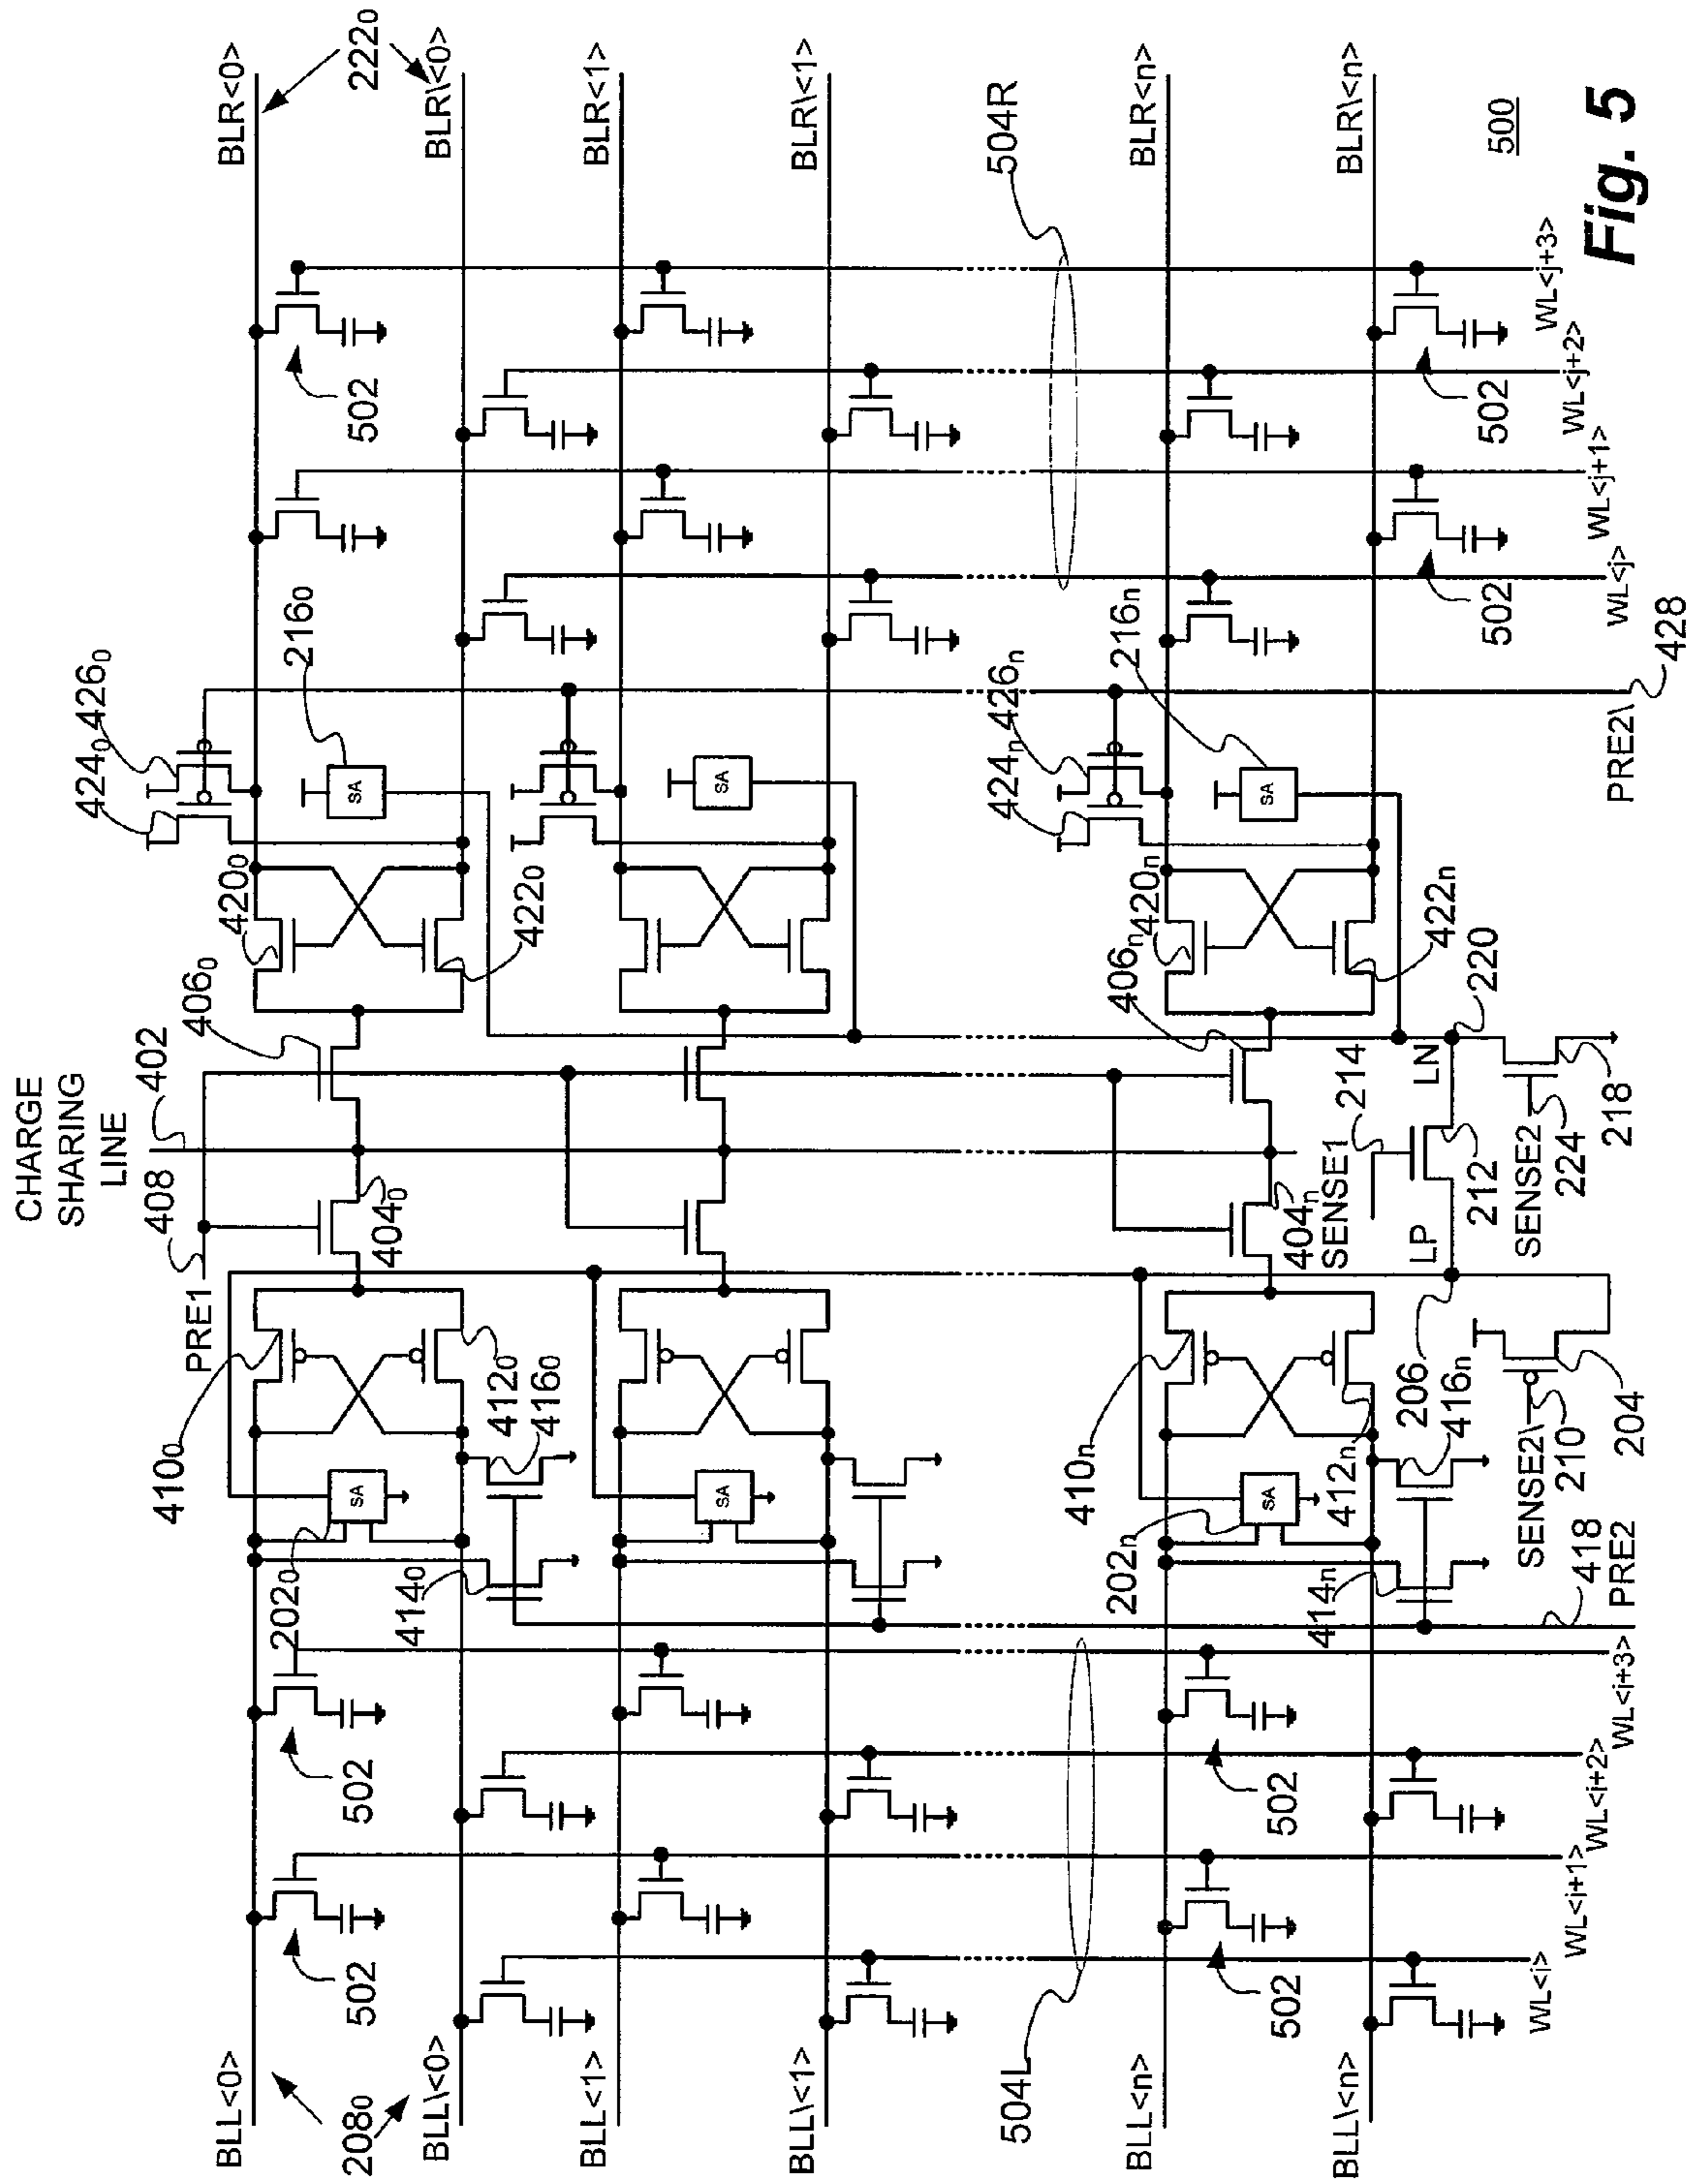 CHARGE
SHARING
LINE
402
408
PRE1
BLL<0>
208₀
BLL\<0>
BLL<1>
BLL\<1>
BLL<n>
BLL\<n>
BLR<0>
222₀
BLR\<0>
BLR<1>
BLR\<1>
BLR<n>
BLR\<n>
424₀
426₀
216₀
SA
420₀
422₀
406₀
404₀
410₀
412₀
416₀
SA
202₀
414₀
502
502
502
SA
SA
504L
504R
424ₙ
426ₙ
216ₙ
SA
420ₙ
422ₙ
406ₙ
404ₙ
410ₙ
412ₙ
416ₙ
SA
202ₙ
414ₙ
502
502
502
502
SENSE1
214
LP
LN
220
206
212
SENSE2
224
218
SENSE2\
210
204
418
PRE2
PRE2\
428
WL<i>
WL<i+1>
WL<i+2>
WL<i+3>
WL<j>
WL<j+1>
WL<j+2>
WL<j+3>
500
Fig. 5